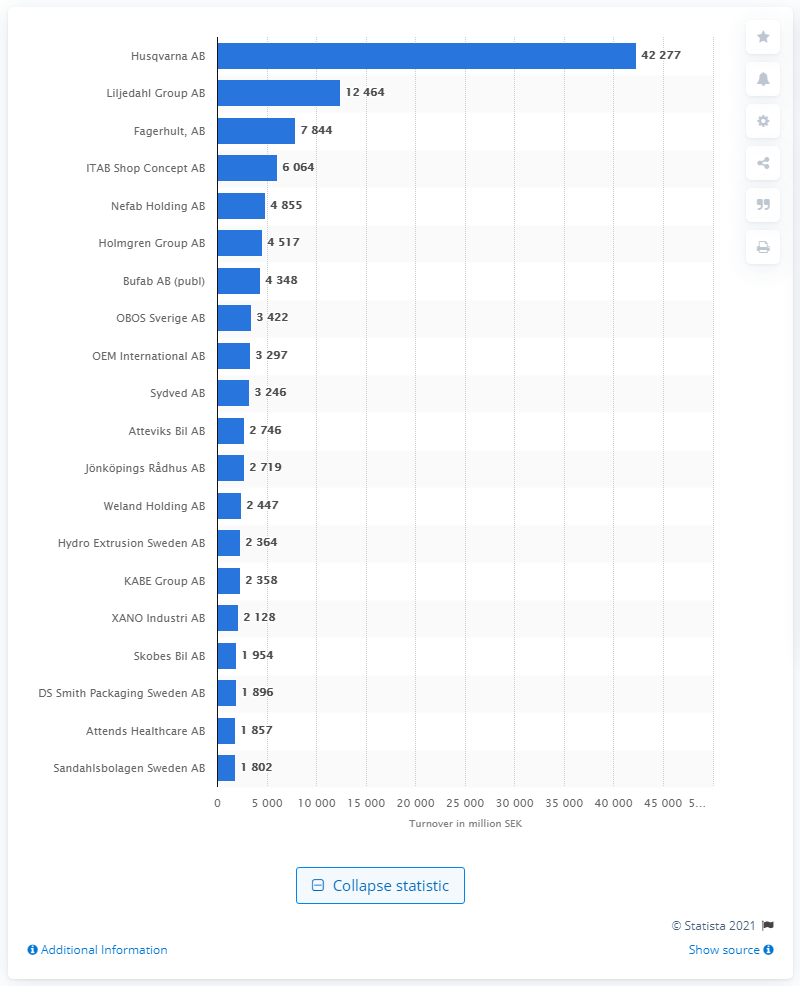 Husqvarna AB 42 277
Liljedahl Group AB 12 464
Fagerhult, AB 7 844
ITAB Shop Concept AB 6 064
Nefab Holding AB 4 855
Holmgren Group AB 4 517
Bufab AB (publ) 4 348
OBOS Sverige AB 3 422
OEM International AB 3 297
Sydved AB 3 246
Atteviks Bil AB 2 746
Jönköpings Rådhus AB 2 719
Weland Holding AB 2 447
Hydro Extrusion Sweden AB 2 364
KABE Group AB 2 358
XANO Industri AB 2 128
Skobes Bil AB 1 954
DS Smith Packaging Sweden AB 1 896
Attends Healthcare AB 1 857
Sandahlsbolagen Sweden AB 1 802
0 5 000 10 000 15 000 20 000 25 000 30 000 35 000 40 000 45 000 5...
Turnover in million SEK
Collapse statistic
© Statista 2021
Additional Information Show source